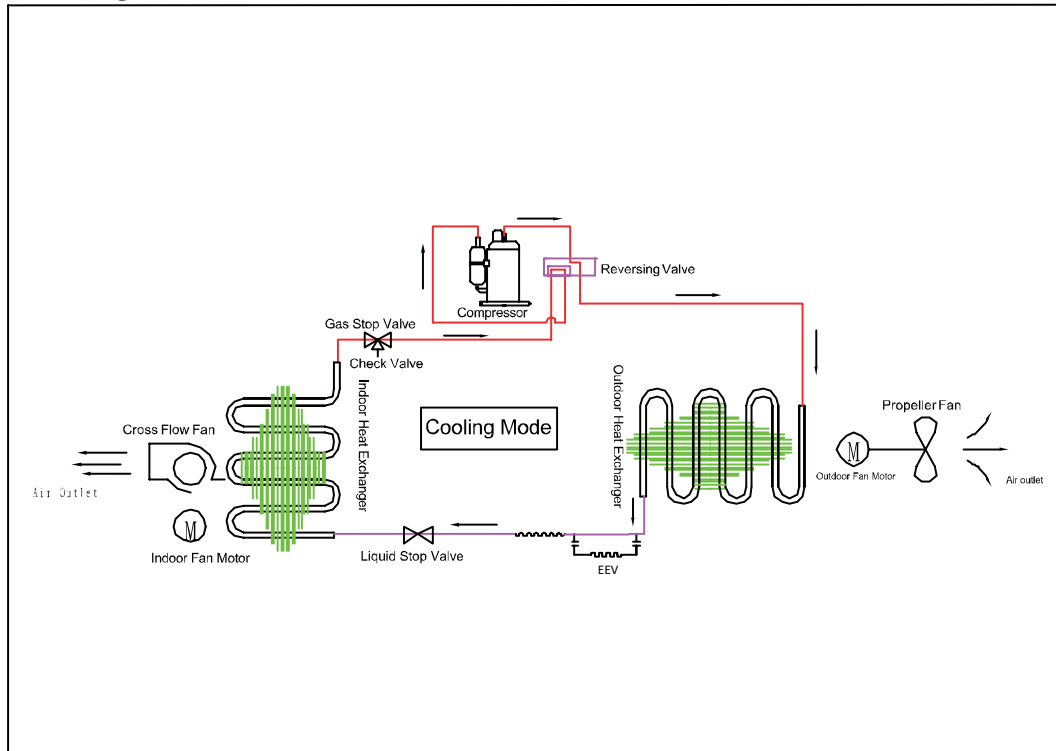 Reversing Valve
Compressor
Gas Stop Valve
Check Valve
Indoor Heat Exchanger
Outdoor Heat Exchanger
Cooling Mode
Cross Flow Fan
Air Outlet
M
Indoor Fan Motor
Liquid Stop Valve
EEV
Propeller Fan
M
Outdoor Fan Motor
Air outlet